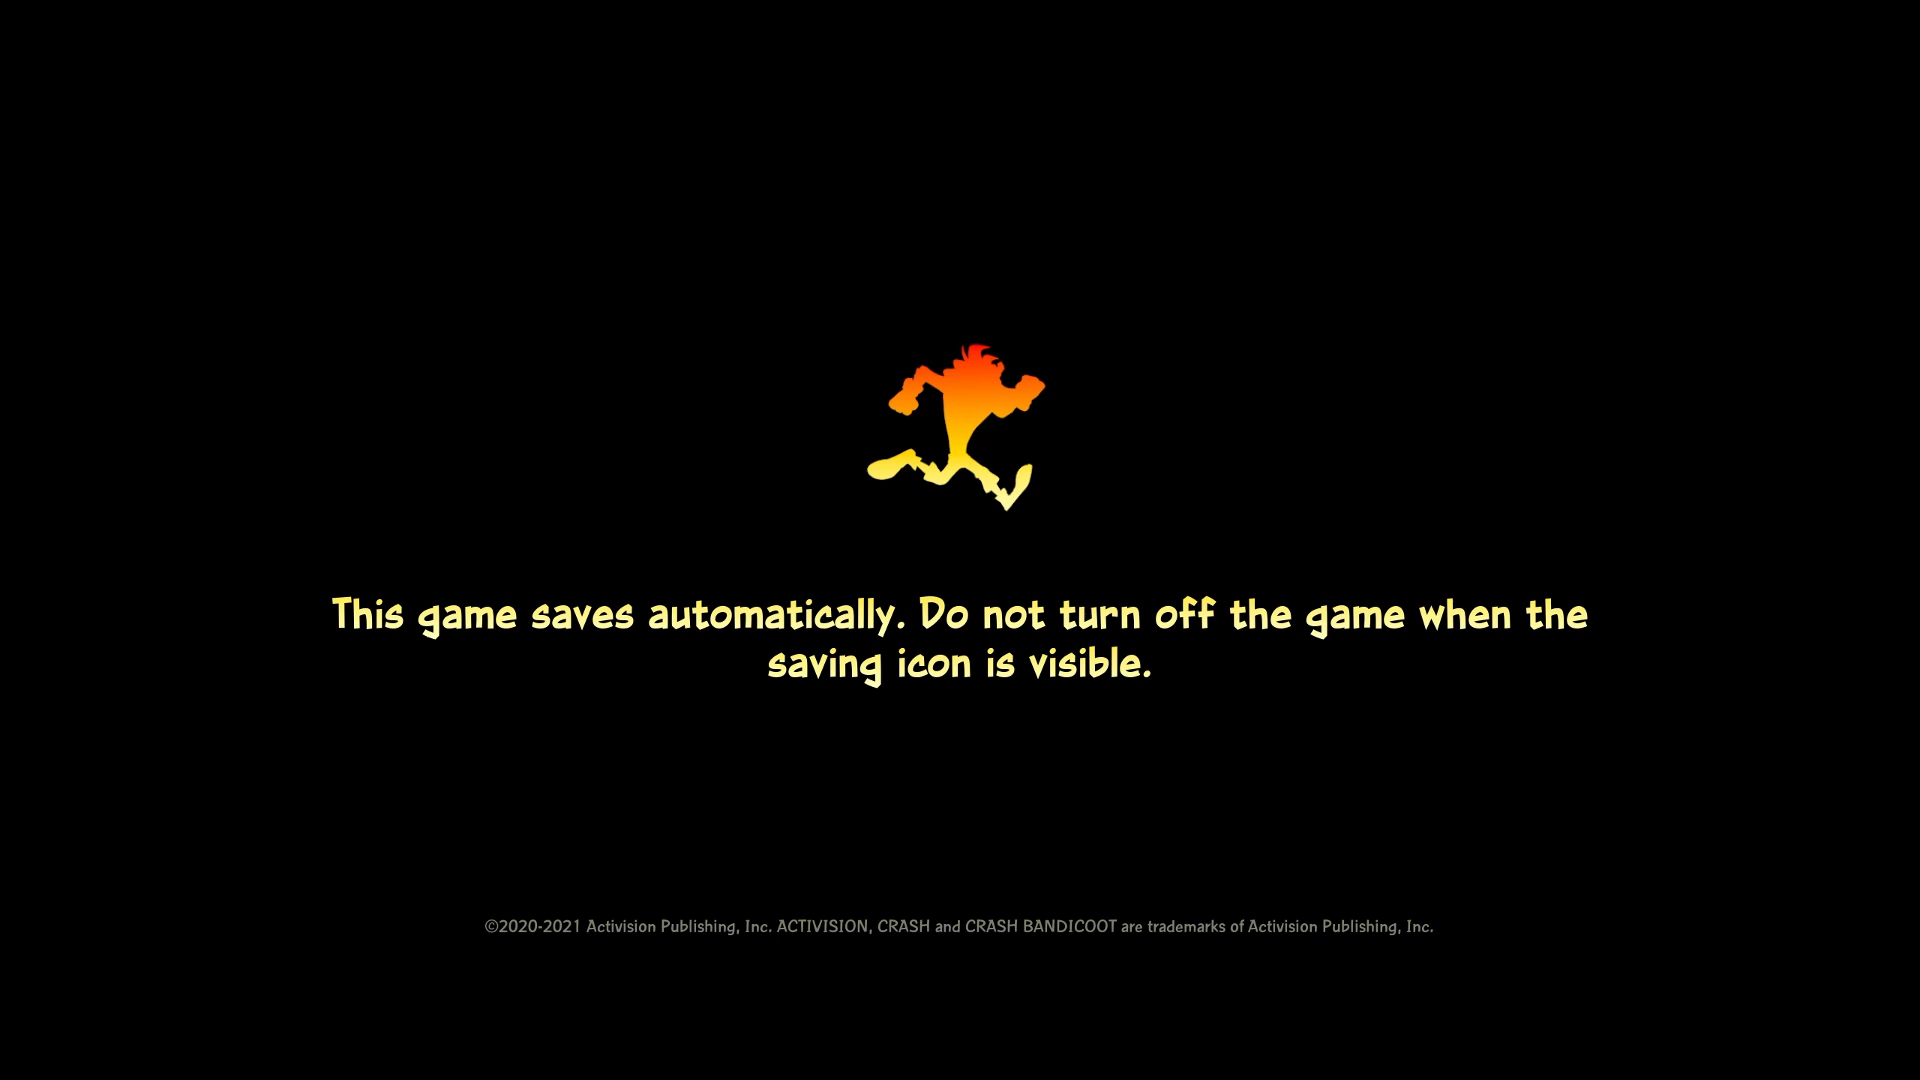 This game saves automatically. Do not turn off the game when the
saving icon is visible.
©2020-2021 Activision Publishing, Inc. ACTIVISION, CRASH and CRASH BANDICOOT are trademarks of Activision Publishing, Inc.